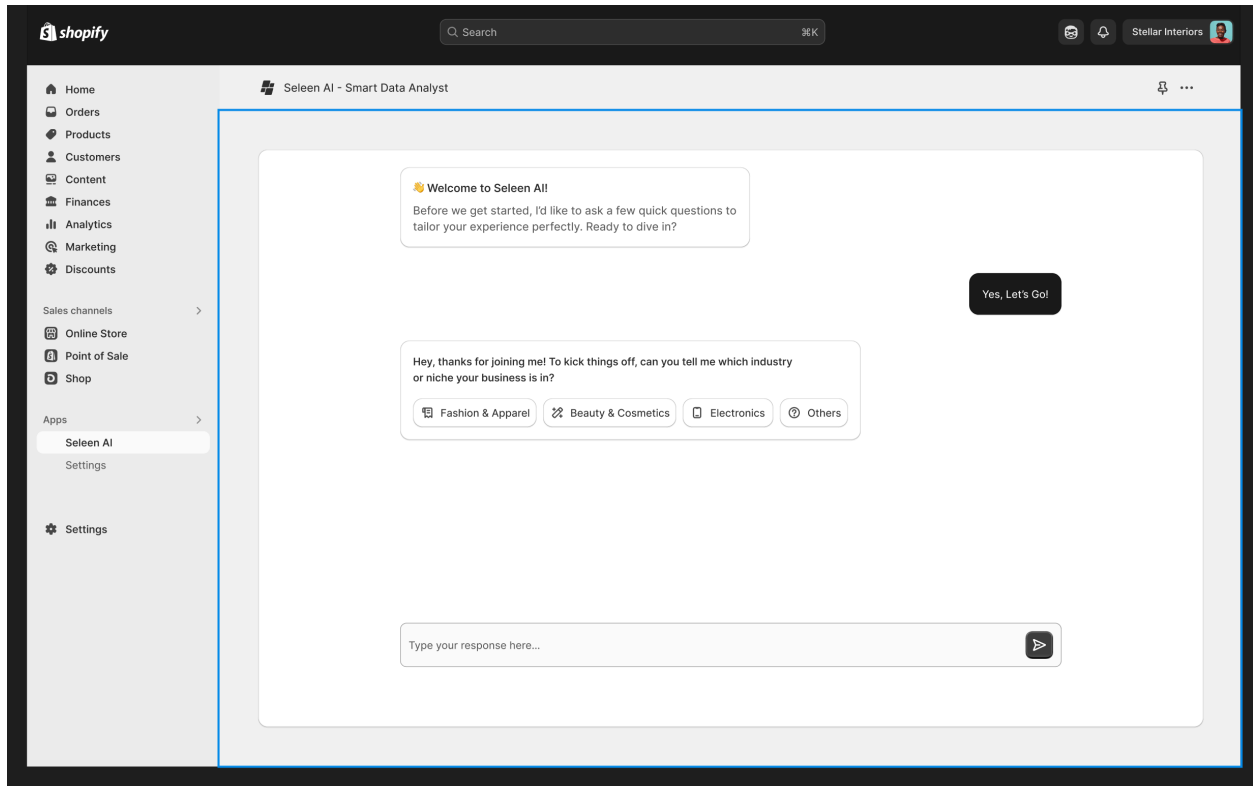 shopify
Search
⌘K
Stellar Interiors
Home
Orders
Products
Customers
Content
Finances
Analytics
Marketing
Discounts
Sales channels
Online Store
Point of Sale
Shop
Apps
Seleen AI
Settings
Settings
Seleen AI - Smart Data Analyst
👋 Welcome to Seleen AI!
Before we get started, I'd like to ask a few quick questions to
tailor your experience perfectly. Ready to dive in?
Yes, Let's Go!
Hey, thanks for joining me! To kick things off, can you tell me which industry
or niche your business is in?
Fashion & Apparel
Beauty & Cosmetics
Electronics
Others
Type your response here...